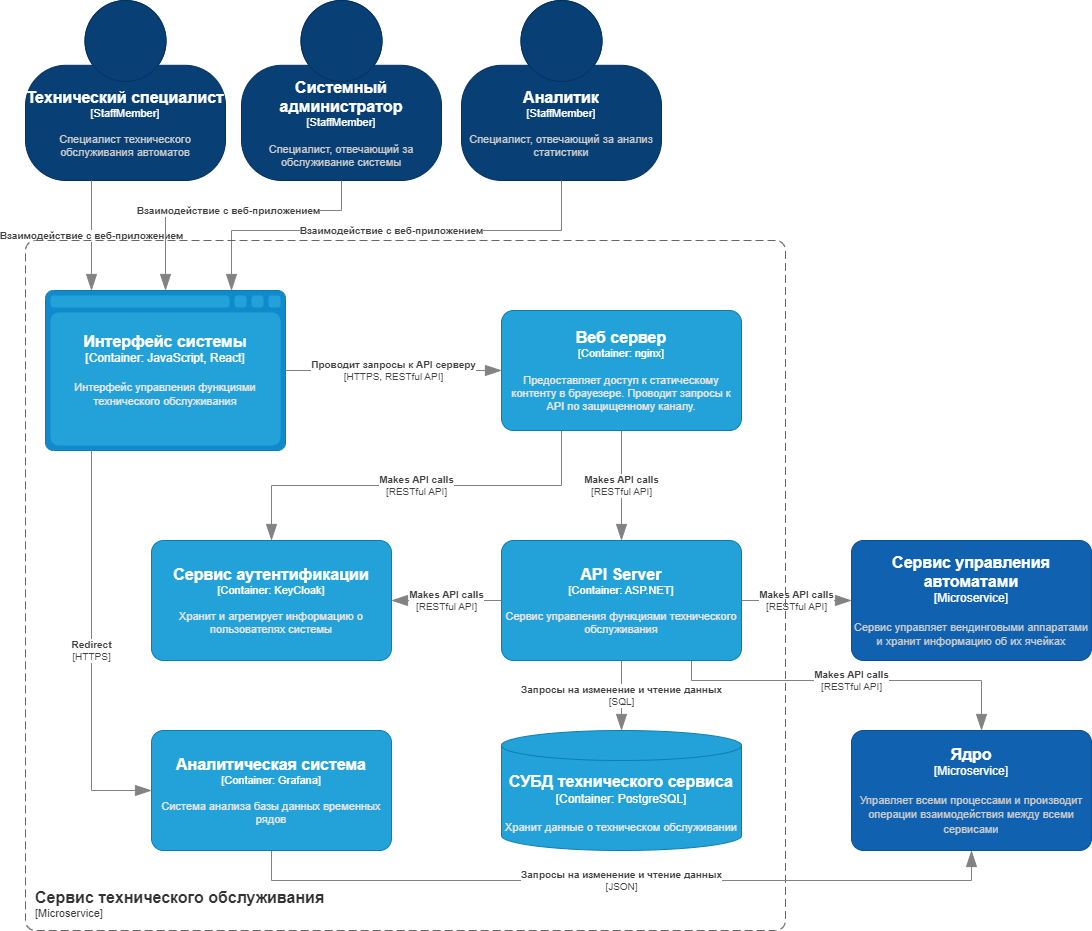 Технический специалист
[StaffMember]
Специалист технического
обслуживания автоматов
Системный
администратор
[StaffMember]
Специалист, отвечающий за
обслуживание системы
Аналитик
[StaffMember]
Специалист, отвечающий за анализ
статистики
Взаимодействие с веб-приложением
Взаимодействие с веб-приложением
Взаимодействие с веб-приложением
Интерфейс системы
[Container: JavaScript, React]
Интерфейс управления функциями
технического обслуживания
Проводит запросы к API серверу
[HTTPS, RESTful API]
Веб сервер
[Container: nginx]
Предоставляет доступ к статическому
контенту в браузере. Проводит запросы к
API по защищенному каналу.
Makes API calls
[RESTful API]
Makes API calls
[RESTful API]
Сервис аутентификации
[Container: KeyCloak]
Хранит и агрегирует информацию о
пользователях системы
Makes API calls
[RESTful API]
API Server
[Container: ASP.NET]
Сервис управления функциями технического
обслуживания
Makes API calls
[RESTful API]
Сервис управления
автоматами
[Microservice]
Сервис управляет вендинговыми аппаратами
и хранит информацию об их ячейках
Redirect
[HTTPS]
Запросы на изменение и чтение данных
[SQL]
Makes API calls
[RESTful API]
Аналитическая система
[Container: Grafana]
Система анализа базы данных временных
рядов
СУБД технического сервиса
[Container: PostgreSQL]
Хранит данные о техническом обслуживании
Ядро
[Microservice]
Управляет всеми процессами и производит
операции взаимодействия между всеми
сервисами
Запросы на изменение и чтение данных
[JSON]
Сервис технического обслуживания
[Microservice]